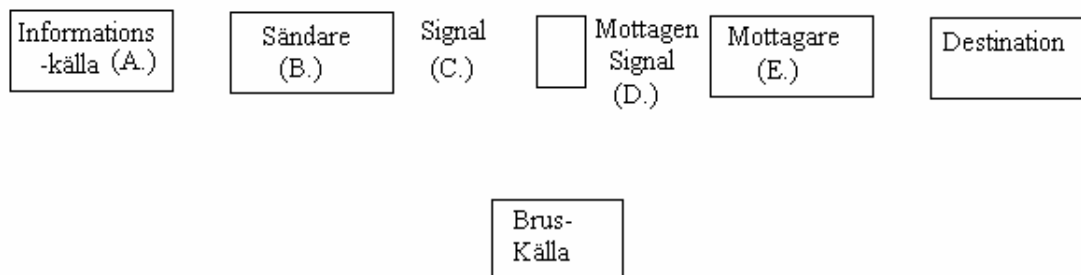 Informations
-källa (A.)
Sändare
(B.)
Signal
(C.)
Mottagen
Signal
(D.)
Mottagare
(E.)
Destination
Brus-
Källa